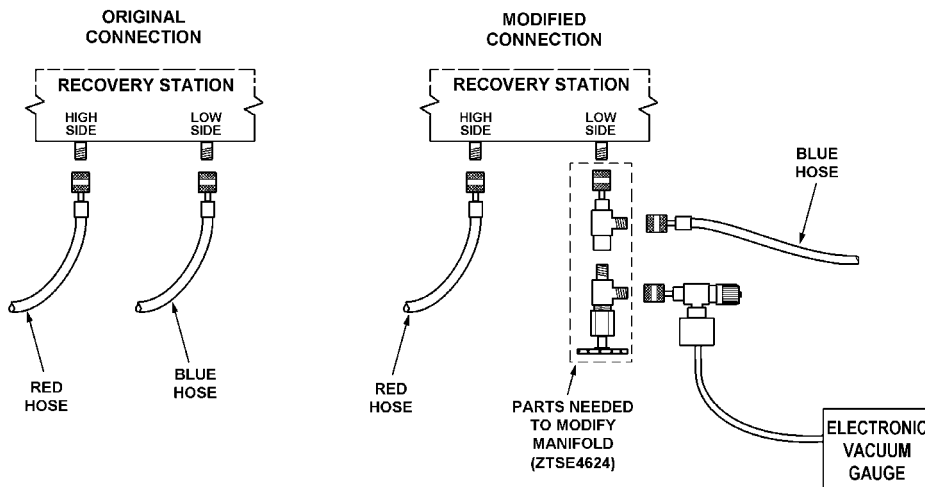 ORIGINAL
CONNECTION
RECOVERY STATION
HIGH
SIDE
LOW
SIDE
RED
HOSE
BLUE
HOSE
MODIFIED
CONNECTION
RECOVERY STATION
HIGH
SIDE
LOW
SIDE
BLUE
HOSE
RED
HOSE
PARTS NEEDED
TO MODIFY
MANIFOLD
(ZTSE4624)
ELECTRONIC
VACUUM
GAUGE